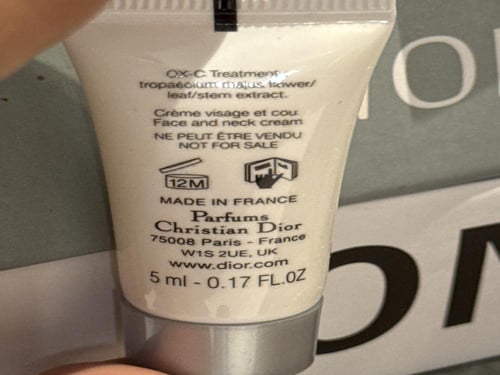 OX-C Treatment
tropaeolum majus flower/
leaf/stem extract.
Crème visage et cou
Face and neck cream
NE PEUT ÊTRE VENDU
NOT FOR SALE
12M
MADE IN FRANCE
Parfums
Christian Dior
75008 Paris - France
W1S 2UE, UK
www.dior.com
5 ml - 0.17 FL.OZ